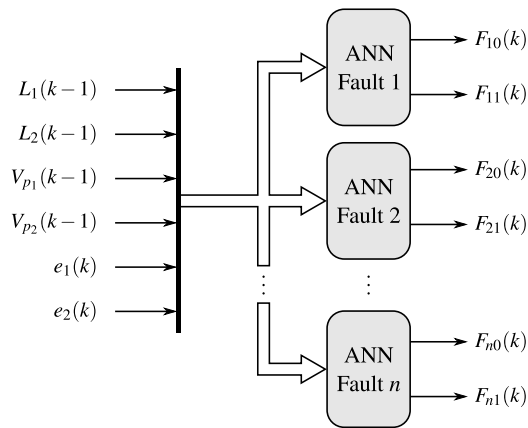 L₁(k−1)
L₂(k−1)
Vₚ₁(k−1)
Vₚ₂(k−1)
e₁(k)
e₂(k)
ANN
Fault 1
F₁₀(k)
F₁₁(k)
ANN
Fault 2
F₂₀(k)
F₂₁(k)
⋮
⋮
ANN
Fault n
Fₙ₀(k)
Fₙ₁(k)